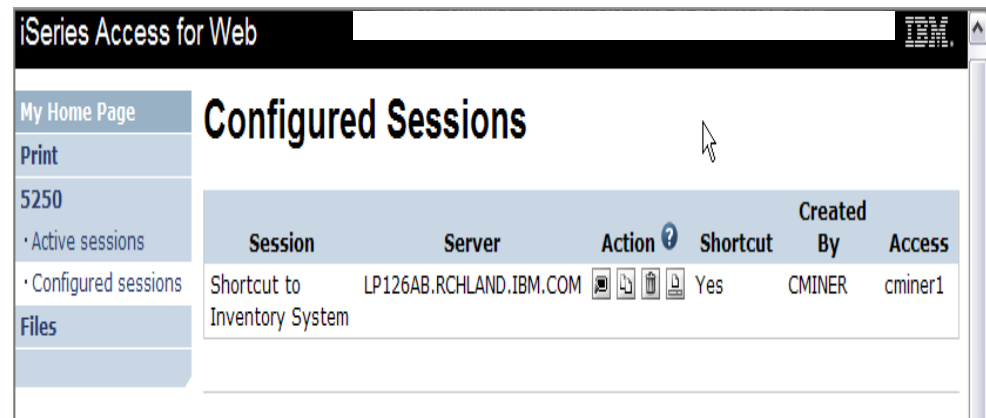 iSeries Access for Web
IBM.
My Home Page
Print
5250
· Active sessions
· Configured sessions
Files
Configured Sessions
Session Server Action ? Shortcut Created By Access
Shortcut to Inventory System LP126AB.RCHLAND.IBM.COM Yes CMINER cminer1